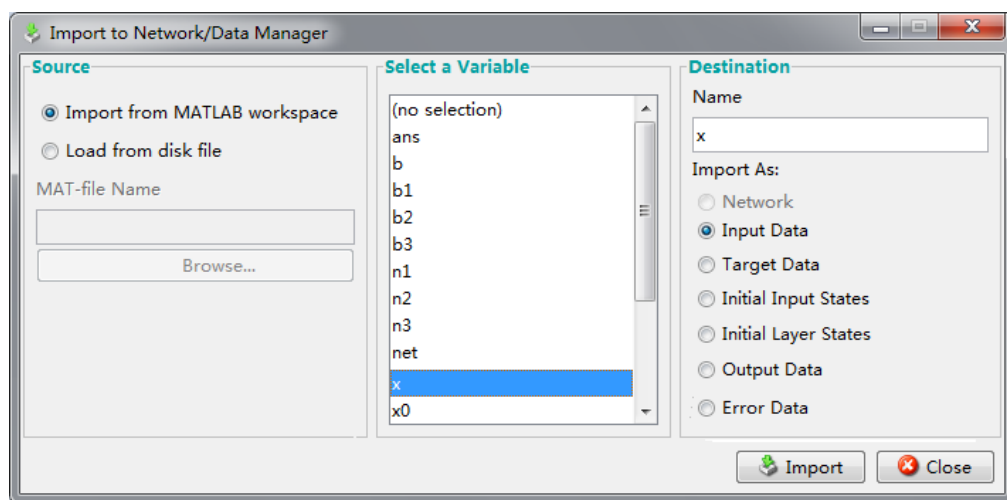 Import to Network/Data Manager
Source
Import from MATLAB workspace
Load from disk file
MAT-file Name
Browse...
Select a Variable
(no selection)
ans
b
b1
b2
b3
n1
n2
n3
net
x
x0
Destination
Name
x
Import As:
Network
Input Data
Target Data
Initial Input States
Initial Layer States
Output Data
Error Data
Import
Close